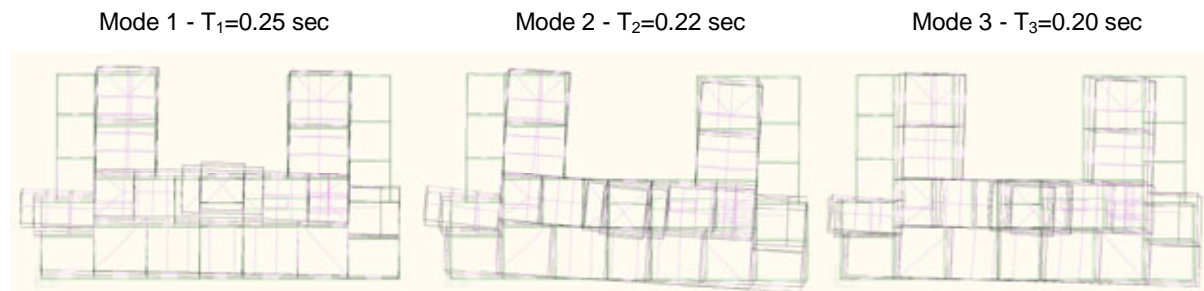 Mode 1 - T₁=0.25 sec
Mode 2 - T₂=0.22 sec
Mode 3 - T₃=0.20 sec